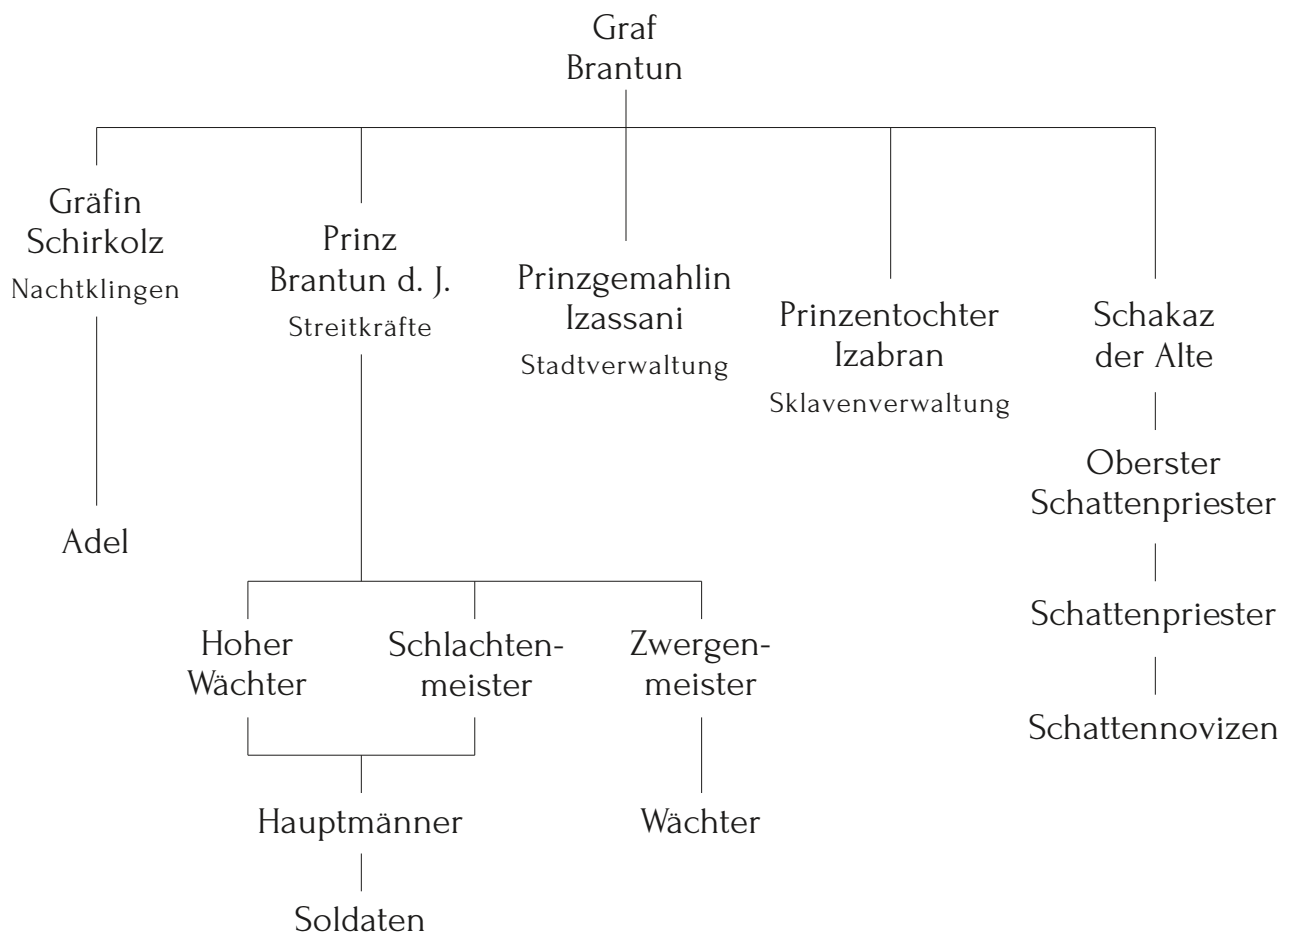 Graf
Brantun
Gräfin
Schirkolz
Nachtklingen
Prinz
Brantun d. J.
Streitkräfte
Prinzgemahlin
Izassani
Stadtverwaltung
Prinzentochter
Izabran
Sklavenverwaltung
Schakaz
der Alte
Oberster
Schattenpriester
Adel
Schattenpriester
Hoher
Wächter
Schlachten-
meister
Zwergen-
meister
Schattennovizen
Hauptmänner
Wächter
Soldaten